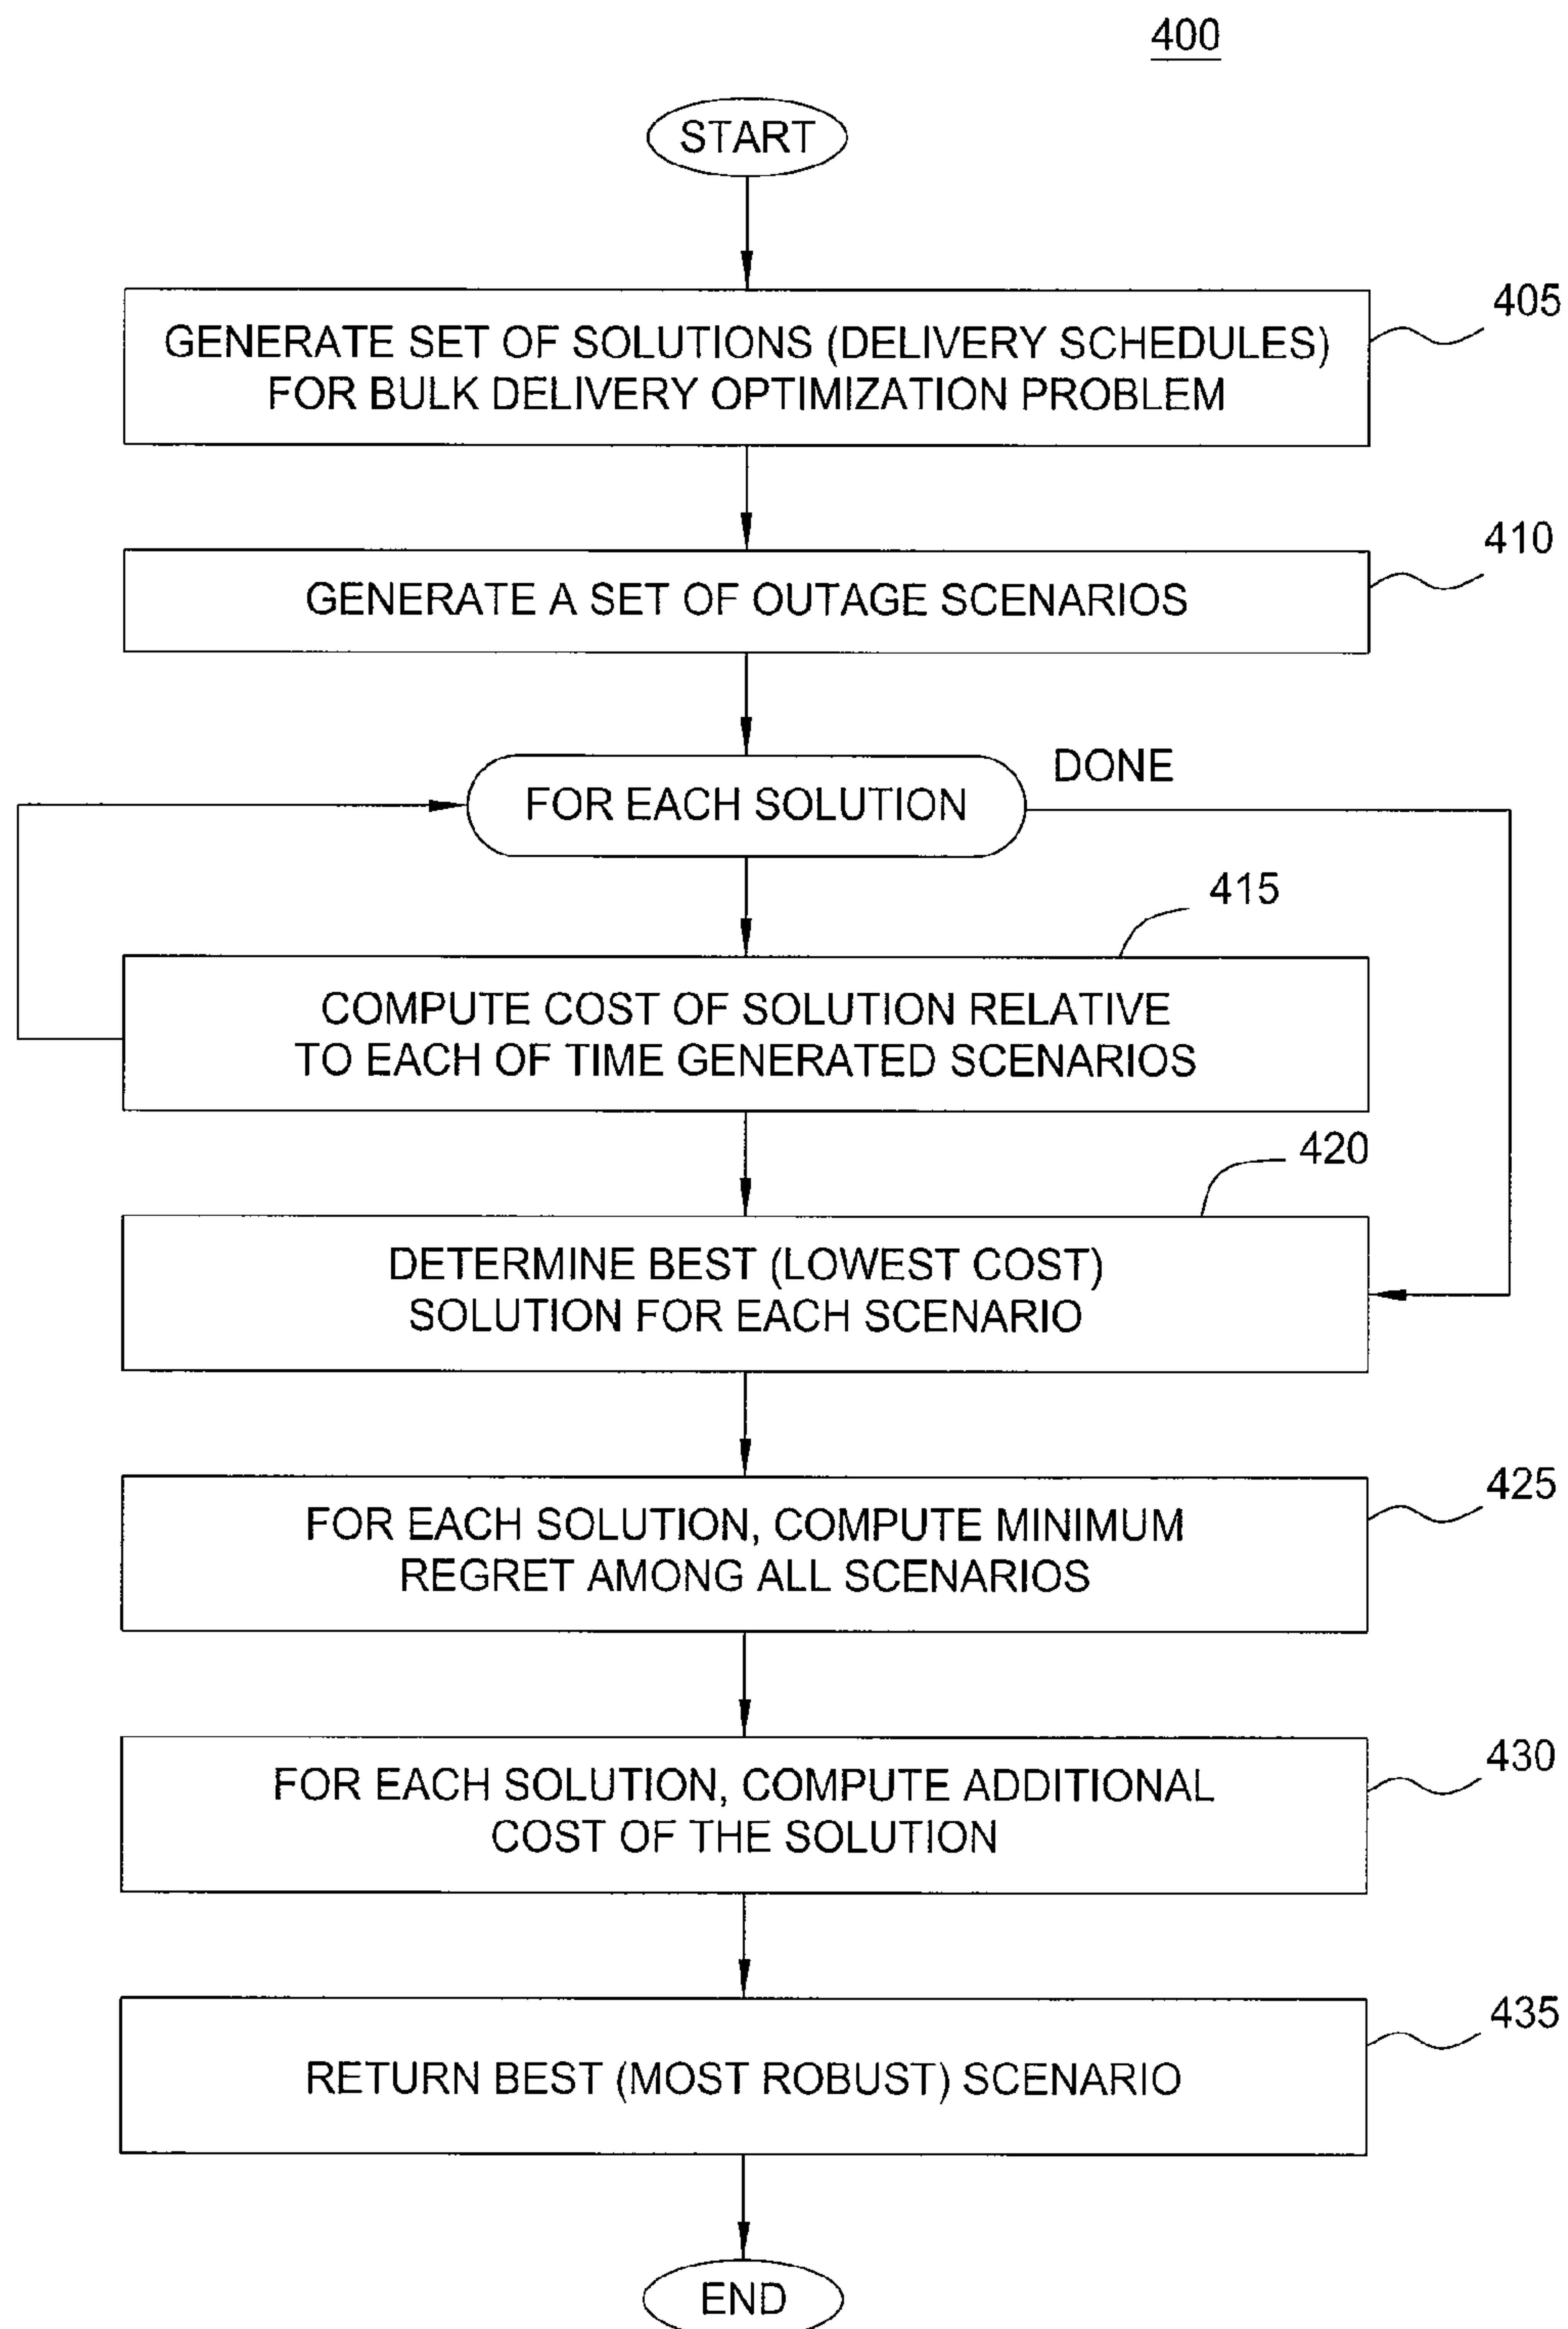 400
START
GENERATE SET OF SOLUTIONS (DELIVERY SCHEDULES)
FOR BULK DELIVERY OPTIMIZATION PROBLEM
405
GENERATE A SET OF OUTAGE SCENARIOS
410
FOR EACH SOLUTION
DONE
415
COMPUTE COST OF SOLUTION RELATIVE
TO EACH OF TIME GENERATED SCENARIOS
420
DETERMINE BEST (LOWEST COST)
SOLUTION FOR EACH SCENARIO
FOR EACH SOLUTION, COMPUTE MINIMUM
REGRET AMONG ALL SCENARIOS
425
FOR EACH SOLUTION, COMPUTE ADDITIONAL
COST OF THE SOLUTION
430
RETURN BEST (MOST ROBUST) SCENARIO
435
END